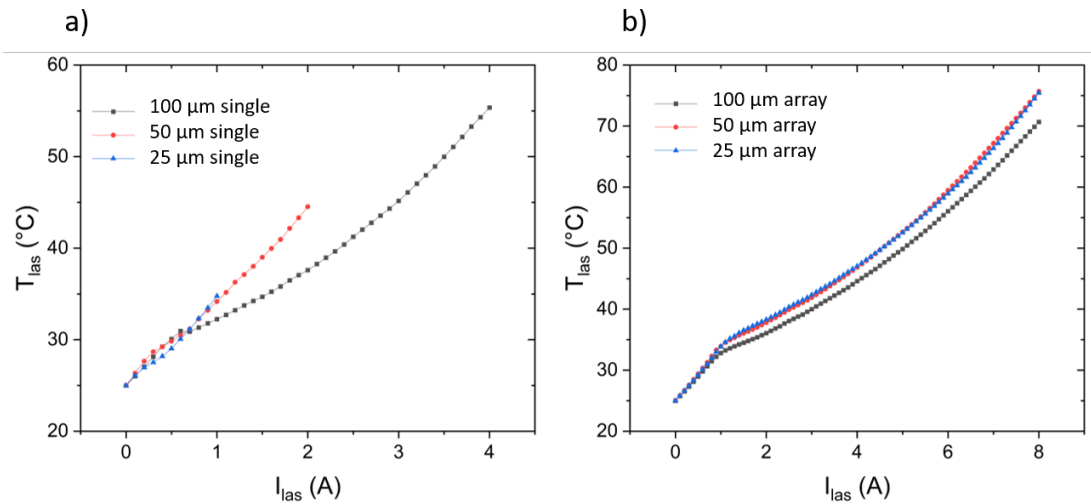 a)
b)
60
50
40
30
20
0
1
2
3
4
T_las (°C)
I_las (A)
100 μm single
50 μm single
25 μm single
80
70
60
50
40
30
20
0
2
4
6
8
T_las (°C)
I_las (A)
100 μm array
50 μm array
25 μm array